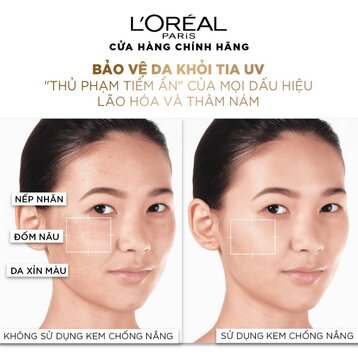 L'ORÉAL
PARIS
CỬA HÀNG CHÍNH HÃNG
BẢO VỆ DA KHỎI TIA UV
"THỦ PHẠM TIỀM ẨN" CỦA MỌI DẤU HIỆU
LÃO HÓA VÀ THÂM NÁM
NẾP NHĂN
ĐỐM NÂU
DA XỈN MÀU
KHÔNG SỬ DỤNG KEM CHỐNG NẮNG
SỬ DỤNG KEM CHỐNG NẮNG